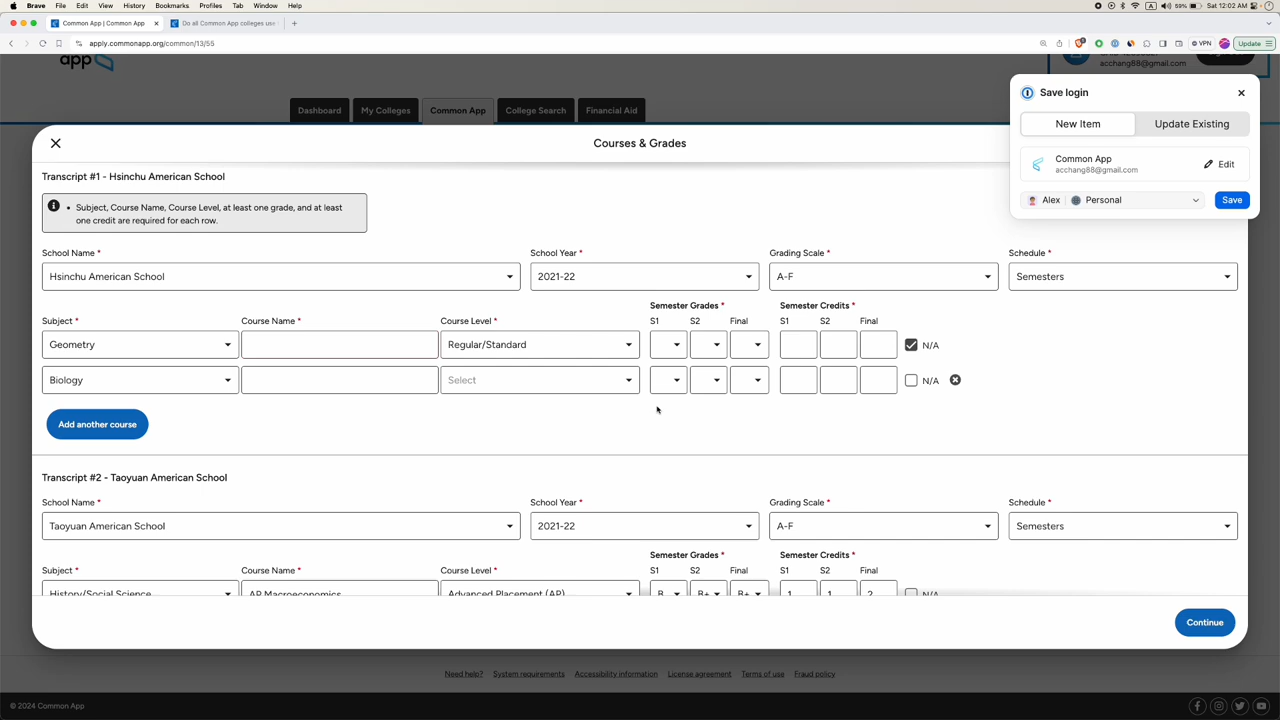 Brave File Edit View History Bookmarks Profiles Tab Window Help
59% Sat 12:02 AM
Common App | Common App
Do all Common App colleges use
apply.commonapp.org/common/13/55
VPN
Update
app
acchang88@gmail.com
Dashboard My Colleges Common App College Search Financial Aid
Save login
New Item Update Existing
Common App
acchang88@gmail.com
Edit
Alex Personal
Save
Courses & Grades
Transcript #1 - Hsinchu American School
• Subject, Course Name, Course Level, at least one grade, and at least
one credit are required for each row.
School Name * School Year * Grading Scale * Schedule *
Hsinchu American School 2021-22 A-F Semesters
Semester Grades * Semester Credits *
Subject * Course Name * Course Level * S1 S2 Final S1 S2 Final
Geometry Regular/Standard N/A
Biology Select N/A
Add another course
Transcript #2 - Taoyuan American School
School Name * School Year * Grading Scale * Schedule *
Taoyuan American School 2021-22 A-F Semesters
Semester Grades * Semester Credits *
Subject * Course Name * Course Level * S1 S2 Final S1 S2 Final
History/Social Science AP Macroeconomics Advanced Placement (AP) B B+ B+ 1 1 2 N/A
Continue
Need help? System requirements Accessibility information License agreement Terms of use Fraud policy
© 2024 Common App